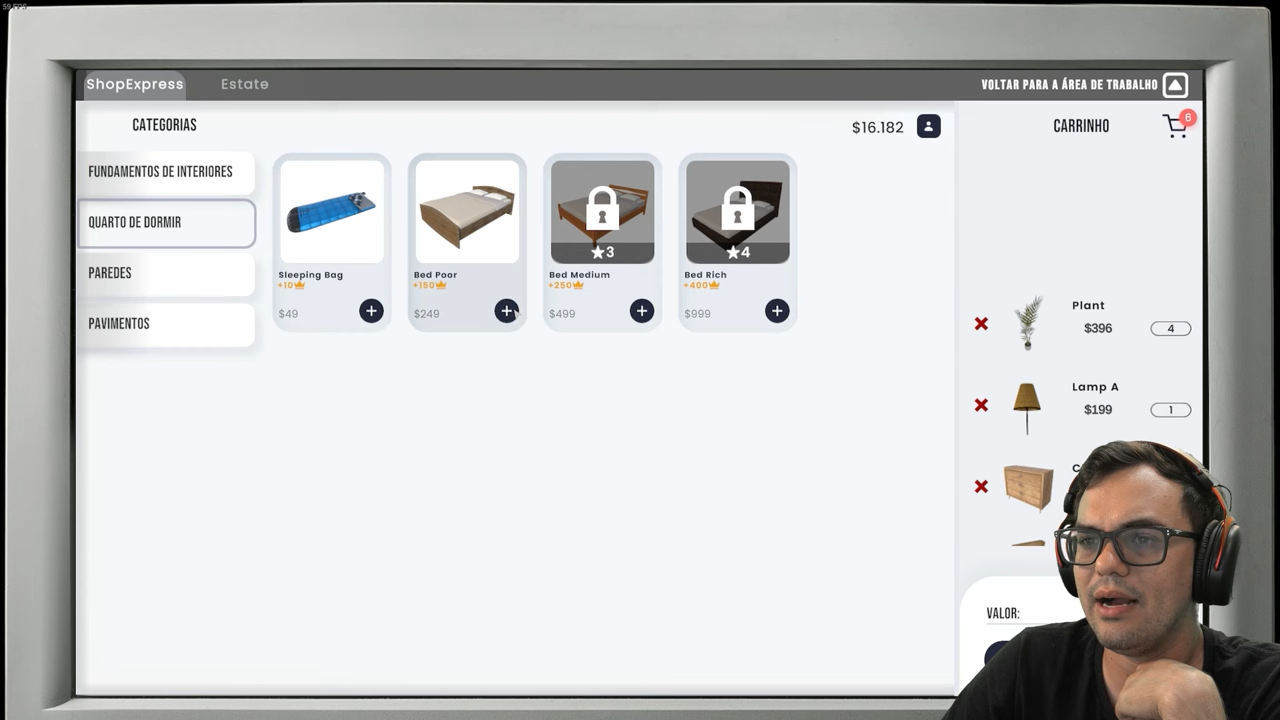 59 FPS
ShopExpress
Estate
VOLTAR PARA A ÁREA DE TRABALHO
CATEGORIAS
$16.182
CARRINHO
6
FUNDAMENTOS DE INTERIORES
QUARTO DE DORMIR
PAREDES
PAVIMENTOS
★3
★4
Sleeping Bag
Bed Poor
Bed Medium
Bed Rich
+10
+150
+250
+400
$49
$249
$499
$999
Plant
$396
4
Lamp A
$199
1
VALOR: